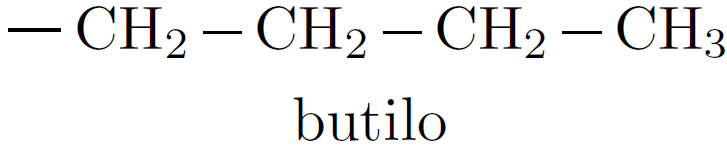 — CH₂ – CH₂ – CH₂ – CH₃
butilo